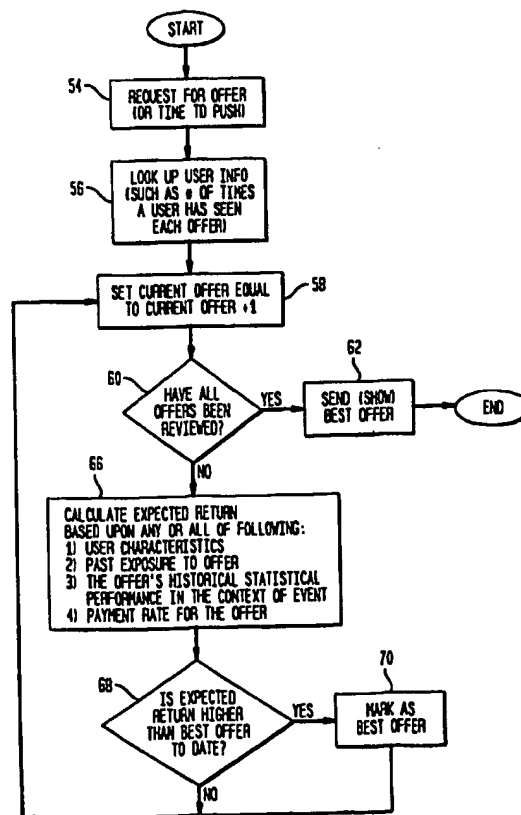 START
54
REQUEST FOR OFFER
(OR TIME TO PUSH)
56
LOOK UP USER INFO
(SUCH AS # OF TIMES
A USER HAS SEEN
EACH OFFER)
SET CURRENT OFFER EQUAL
TO CURRENT OFFER +1
58
60
HAVE ALL
OFFERS BEEN
REVIEWED?
YES
62
SEND (SHOW)
BEST OFFER
END
NO
66
CALCULATE EXPECTED RETURN
BASED UPON ANY OR ALL OF FOLLOWING:
1) USER CHARACTERISTICS
2) PAST EXPOSURE TO OFFER
3) THE OFFER'S HISTORICAL STATISTICAL
PERFORMANCE IN THE CONTEXT OF EVENT
4) PAYMENT RATE FOR THE OFFER
68
IS EXPECTED
RETURN HIGHER
THAN BEST OFFER
TO DATE?
YES
70
MARK AS
BEST OFFER
NO